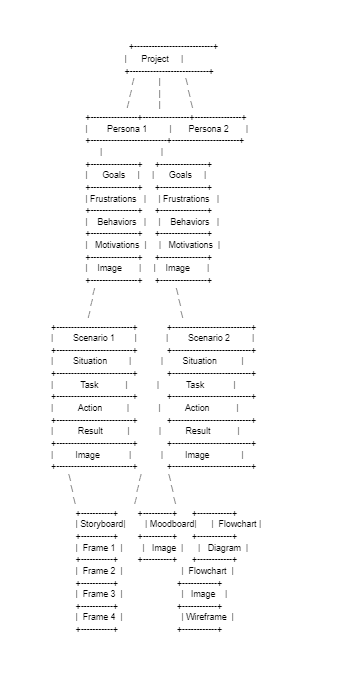 Project
Persona 1 Persona 2
Goals Goals
Frustrations Frustrations
Behaviors Behaviors
Motivations Motivations
Image Image
Scenario 1 Scenario 2
Situation Situation
Task Task
Action Action
Result Result
Image Image
Storyboard Moodboard Flowchart
Frame 1 Image Diagram
Frame 2 Flowchart
Frame 3 Image
Frame 4 Wireframe